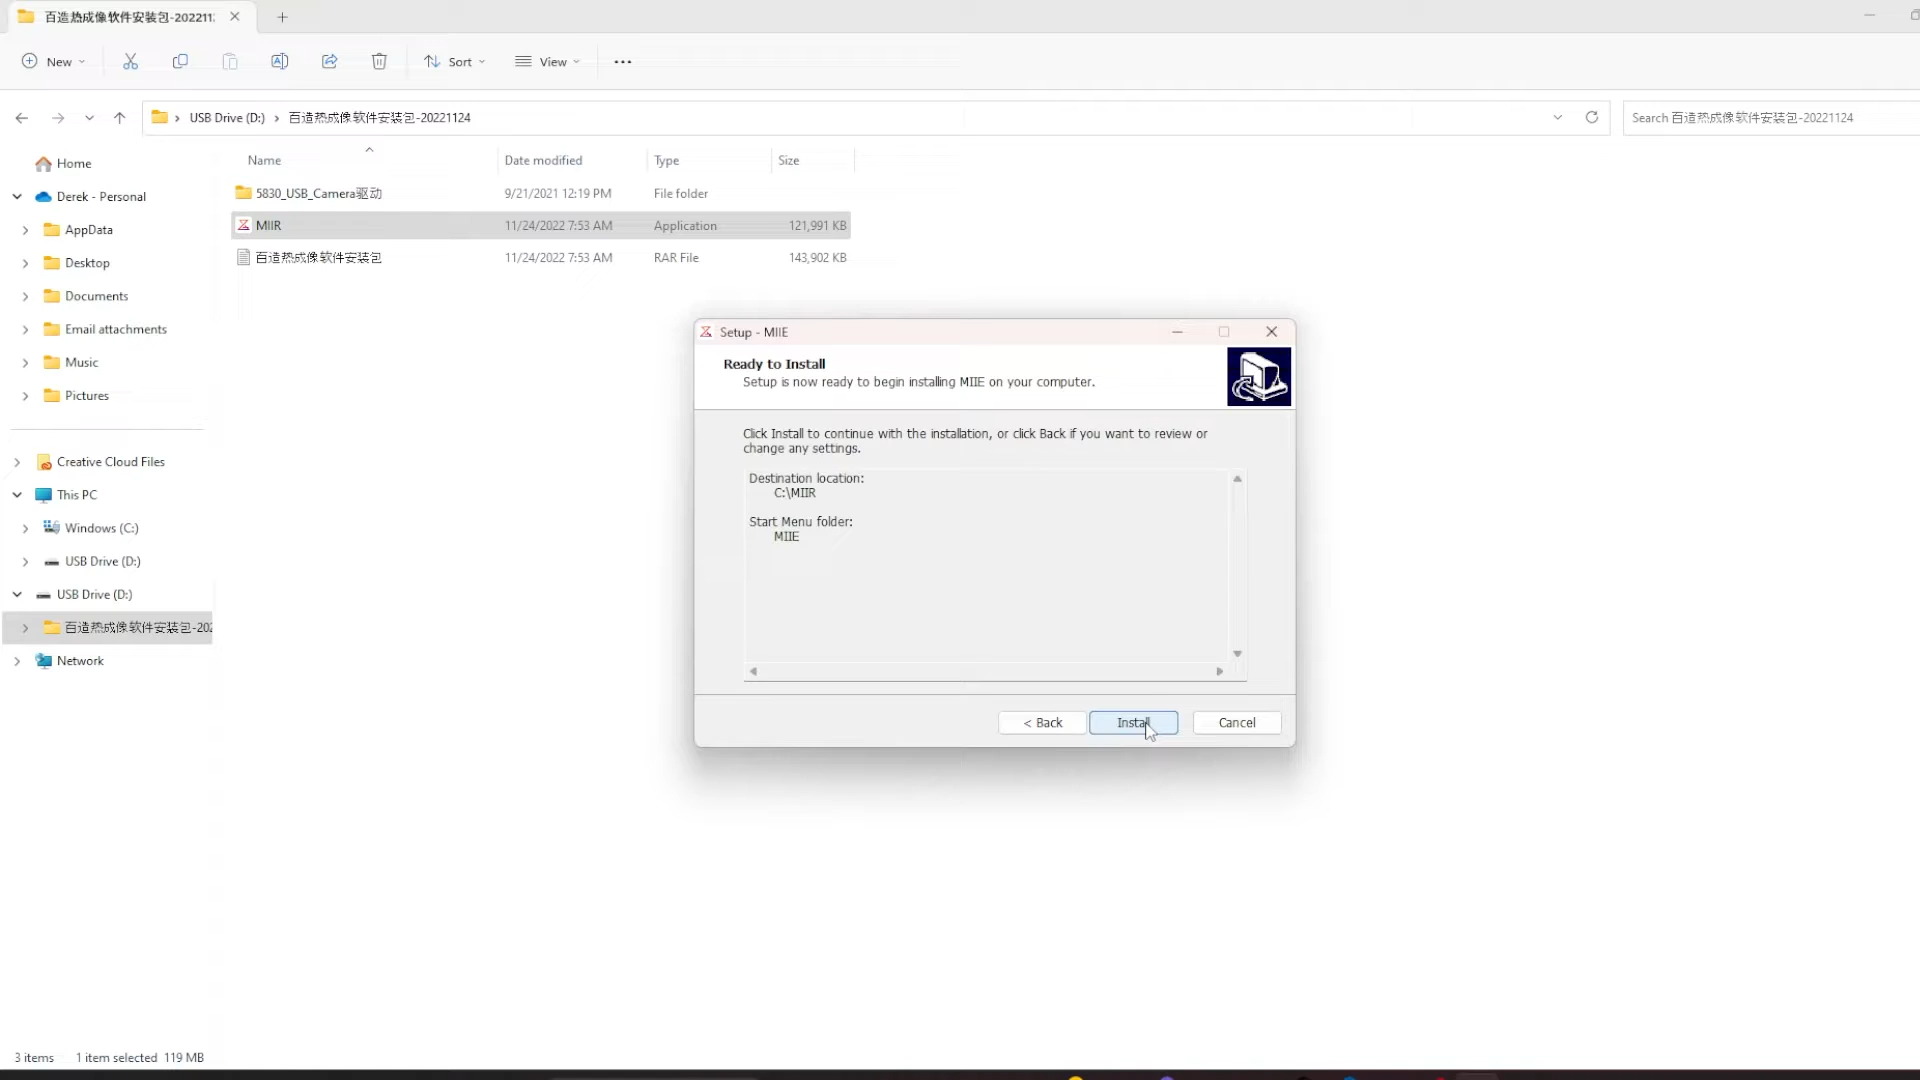 百造热成像软件安装包-202211
New
Sort
View
USB Drive (D:)
百造热成像软件安装包-20221124
Search 百造热成像软件安装包-20221124
Home
Derek - Personal
AppData
Desktop
Documents
Email attachments
Music
Pictures
Creative Cloud Files
This PC
Windows (C:)
USB Drive (D:)
USB Drive (D:)
百造热成像软件安装包-202
Network
Name Date modified Type Size
5830_USB_Camera驱动 9/21/2021 12:19 PM File folder
MIIR 11/24/2022 7:53 AM Application 121,991 KB
百造热成像软件安装包 11/24/2022 7:53 AM RAR File 143,902 KB
Setup - MIIE
Ready to Install
Setup is now ready to begin installing MIIE on your computer.
Click Install to continue with the installation, or click Back if you want to review or
change any settings.
Destination location:
C:\MIIR
Start Menu folder:
MIIE
< Back Install Cancel
3 items 1 item selected 119 MB